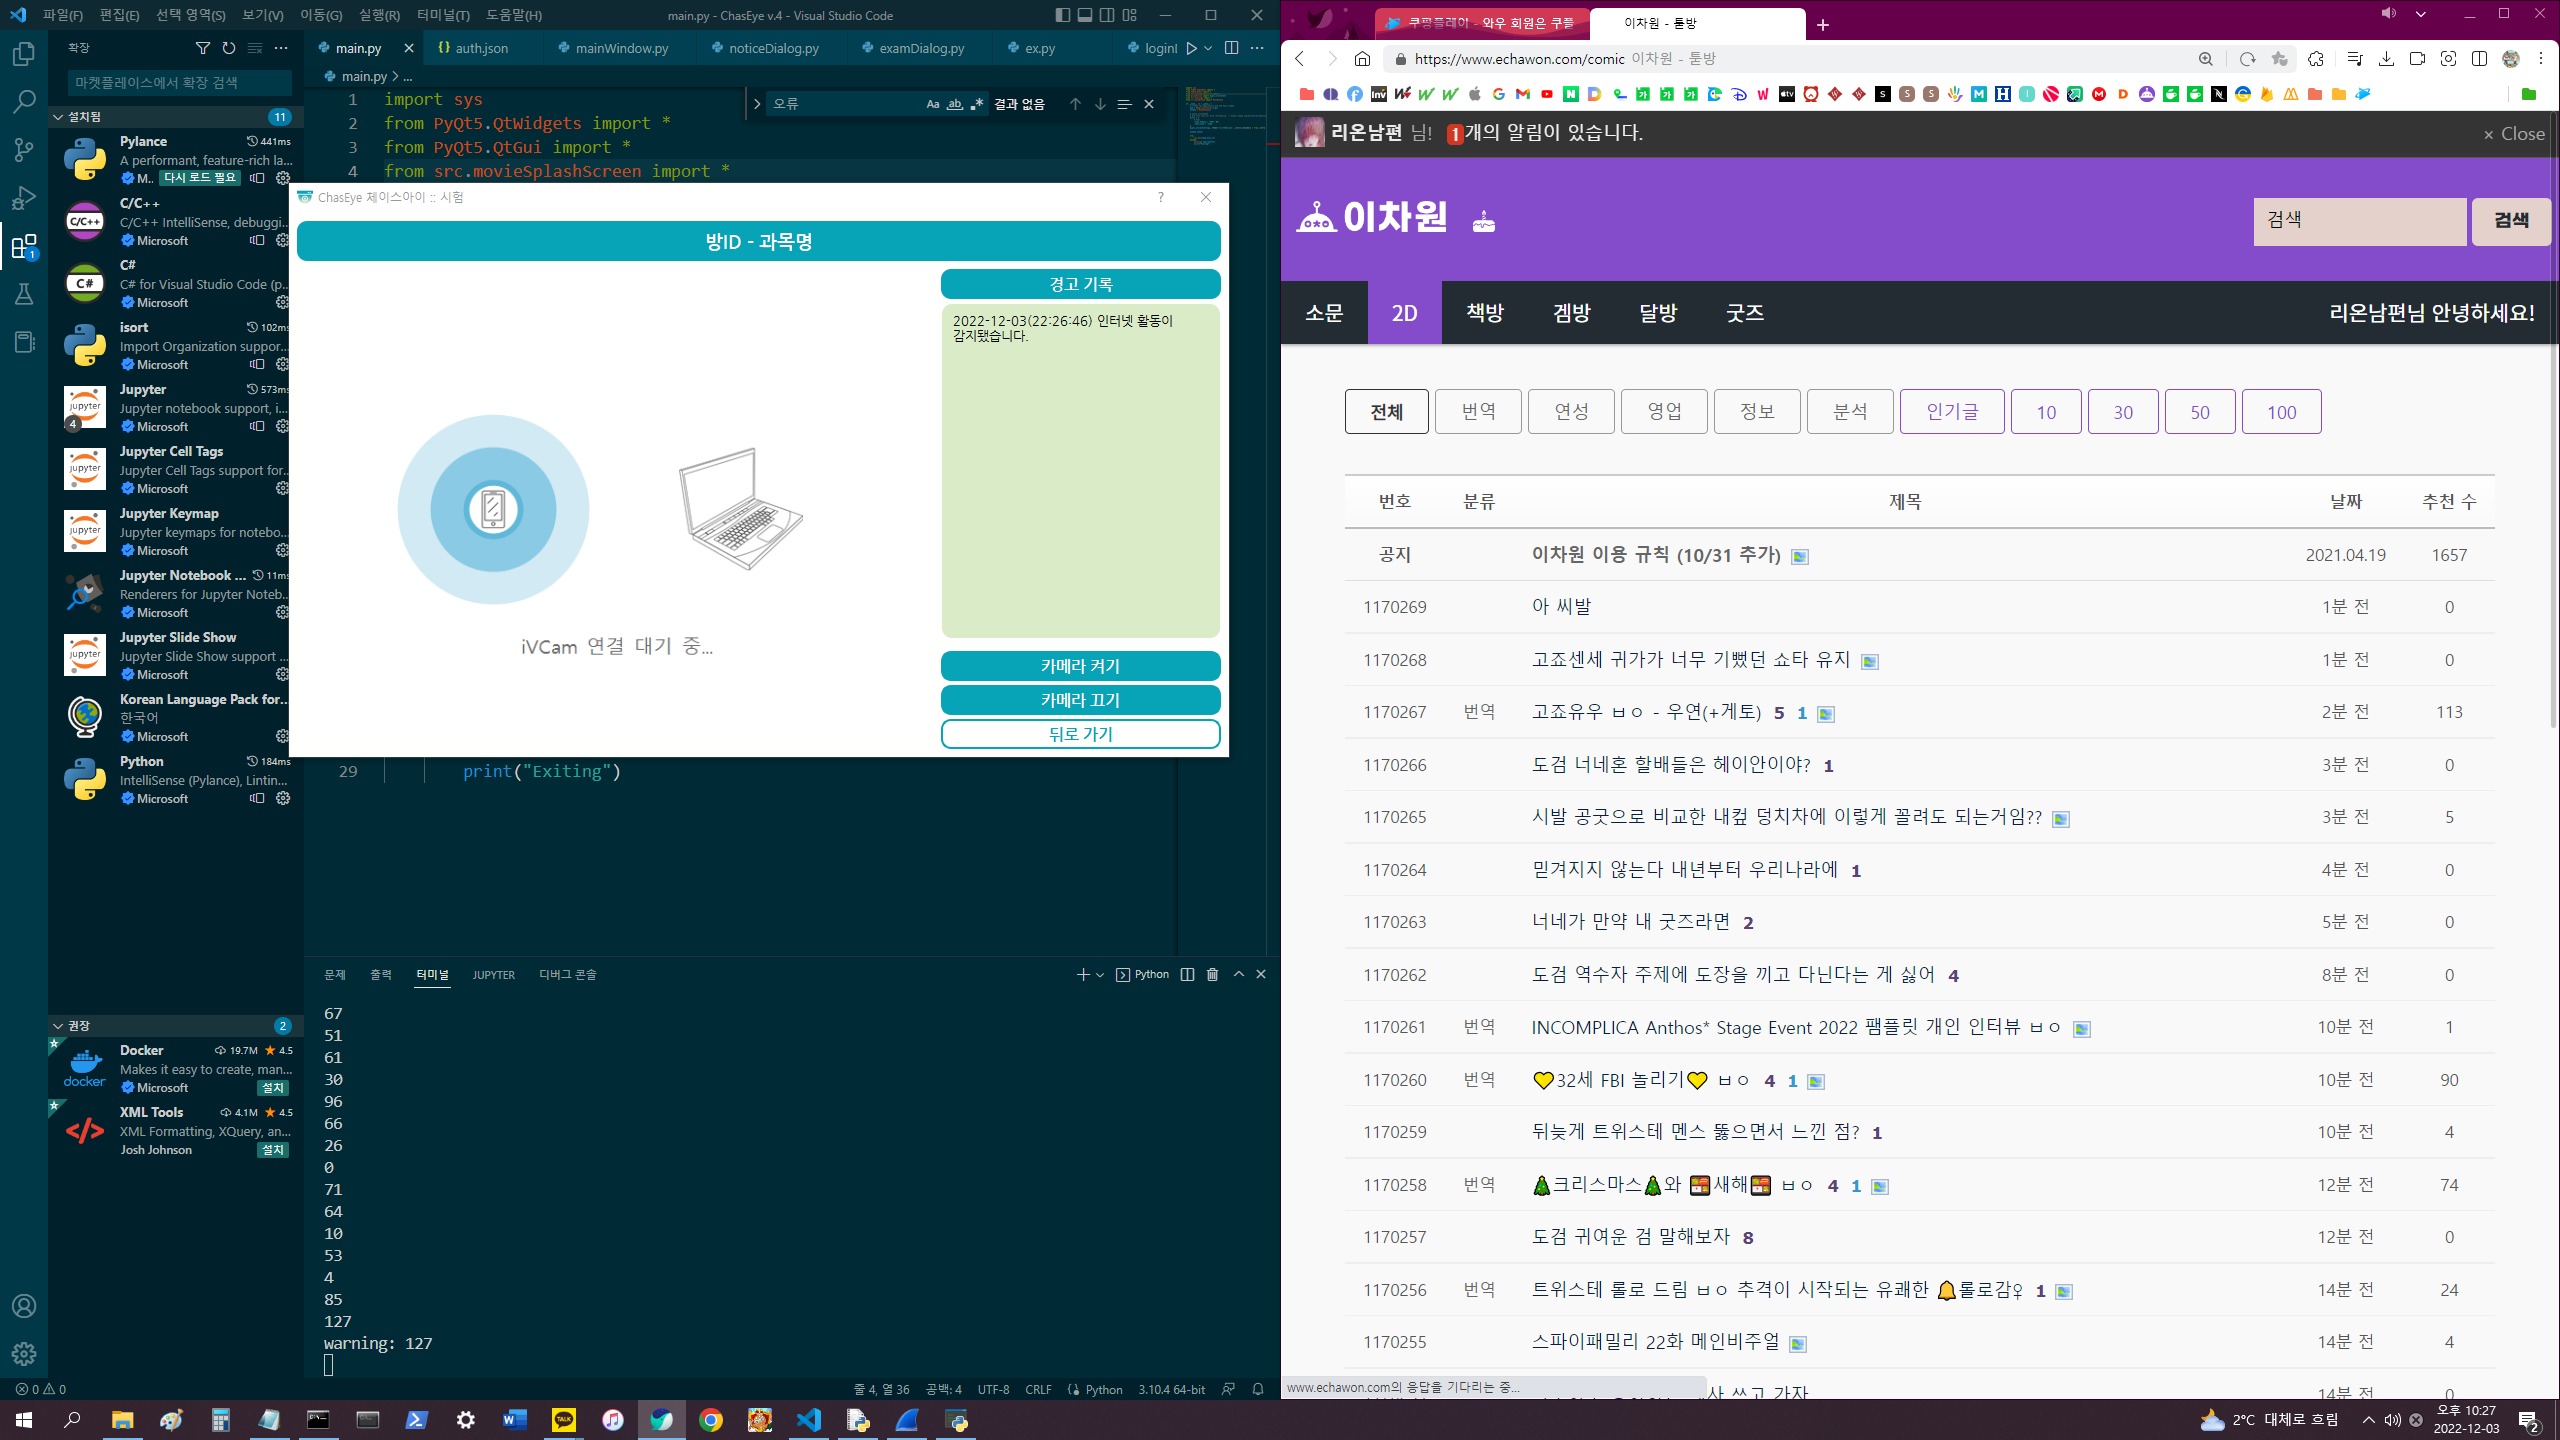 파일(F) 편집(E) 선택 영역(S) 보기(V) 이동(G) 실행(R) 터미널(T) 도움말(H)
main.py - ChasEye v.4 - Visual Studio Code
확장
마켓플레이스에서 확장 검색
설치됨 11
Pylance 441ms
A performant, feature-rich la...
M.. 다시 로드 필요
C/C++
C/C++ IntelliSense, debuggi...
Microsoft
C#
C# for Visual Studio Code (p...
Microsoft
isort 102ms
Import Organization suppor...
Microsoft
Jupyter 573ms
Jupyter notebook support, i...
4 Microsoft
Jupyter Cell Tags
Jupyter Cell Tags support for...
Microsoft
Jupyter Keymap
Jupyter keymaps for notebo...
Microsoft
Jupyter Notebook ... 11ms
Renderers for Jupyter Noteb...
Microsoft
Jupyter Slide Show
Jupyter Slide Show support ...
Microsoft
Korean Language Pack for...
한국어
Microsoft
Python 184ms
IntelliSense (Pylance), Lintin...
Microsoft
권장 2
Docker 19.7M 4.5
Makes it easy to create, man...
Microsoft 설치
XML Tools 4.1M 4.5
XML Formatting, XQuery, an...
Josh Johnson 설치
main.py auth.json mainWindow.py noticeDialog.py examDialog.py ex.py loginI
main.py > ...
1 import sys
2 from PyQt5.QtWidgets import *
3 from PyQt5.QtGui import *
4 from src.movieSplashScreen import *
오류 Aa ab 결과 없음
ChasEye 체이스아이 :: 시험 ?
방ID - 과목명
경고 기록
2022-12-03(22:26:46) 인터넷 활동이
감지됐습니다.
iVCam 연결 대기 중...
카메라 켜기
카메라 끄기
뒤로 가기
29 print("Exiting")
문제 출력 터미널 JUPYTER 디버그 콘솔 Python
67
51
61
30
96
66
26
0
71
64
10
53
4
85
127
warning: 127
0 0 줄 4, 열 36 공백: 4 UTF-8 CRLF Python 3.10.4 64-bit
쿠팡플레이 - 와우 회원은 쿠플
이차원 - 툰방
https://www.echawon.com/comic 이차원 - 툰방
리온남편 님! 1개의 알림이 있습니다. × Close
이차원
검색 검색
소문 2D 책방 겜방 달방 굿즈 리온남편님 안녕하세요!
전체 번역 연성 영업 정보 분석 인기글 10 30 50 100
번호 분류 제목 날짜 추천 수
공지 이차원 이용 규칙 (10/31 추가) 2021.04.19 1657
1170269 아 씨발 1분 전 0
1170268 고죠센세 귀가가 너무 기뻤던 쇼타 유지 1분 전 0
1170267 번역 고죠유우 ㅂㅇ - 우연(+게토) 5 1 2분 전 113
1170266 도검 너네혼 할배들은 헤이안이야? 1 3분 전 0
1170265 시발 공굿으로 비교한 내컾 덩치차에 이렇게 꼴려도 되는거임?? 3분 전 5
1170264 믿겨지지 않는다 내년부터 우리나라에 1 4분 전 0
1170263 너네가 만약 내 굿즈라면 2 5분 전 0
1170262 도검 역수자 주제에 도장을 끼고 다닌다는 게 싫어 4 8분 전 0
1170261 번역 INCOMPLICA Anthos* Stage Event 2022 팸플릿 개인 인터뷰 ㅂㅇ 10분 전 1
1170260 번역 💛32세 FBI 놀리기💛 ㅂㅇ 4 1 10분 전 90
1170259 뒤늦게 트위스테 멘스 뚫으면서 느낀 점? 1 10분 전 4
1170258 번역 🎄크리스마스🎄와 🍱새해🍱 ㅂㅇ 4 1 12분 전 74
1170257 도검 귀여운 검 말해보자 8 12분 전 0
1170256 번역 트위스테 롤로 드림 ㅂㅇ 추격이 시작되는 유쾌한 🔔롤로감♀ 1 14분 전 24
1170255 스파이패밀리 22화 메인비주얼 14분 전 4
www.echawon.com의 응답을 기다리는 중...
2°C 대체로 흐림
오후 10:27
2022-12-03
2